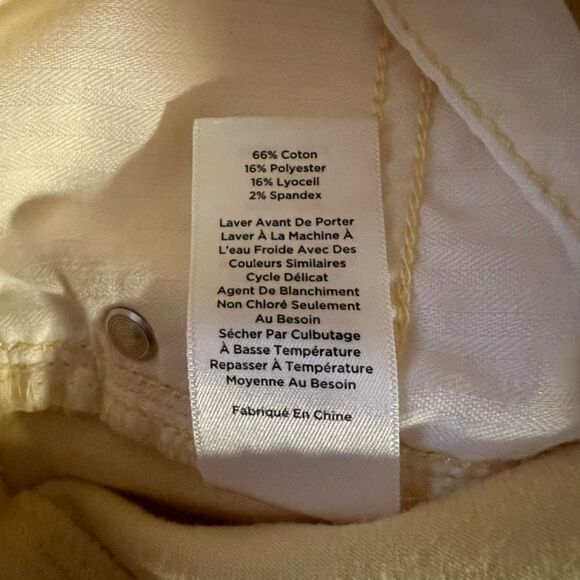 66% Coton
16% Polyester
16% Lyocell
2% Spandex
Laver Avant De Porter
Laver À La Machine À
L'eau Froide Avec Des
Couleurs Similaires
Cycle Délicat
Agent De Blanchiment
Non Chloré Seulement
Au Besoin
Sécher Par Culbutage
À Basse Température
Repasser À Température
Moyenne Au Besoin
Fabriqué En Chine